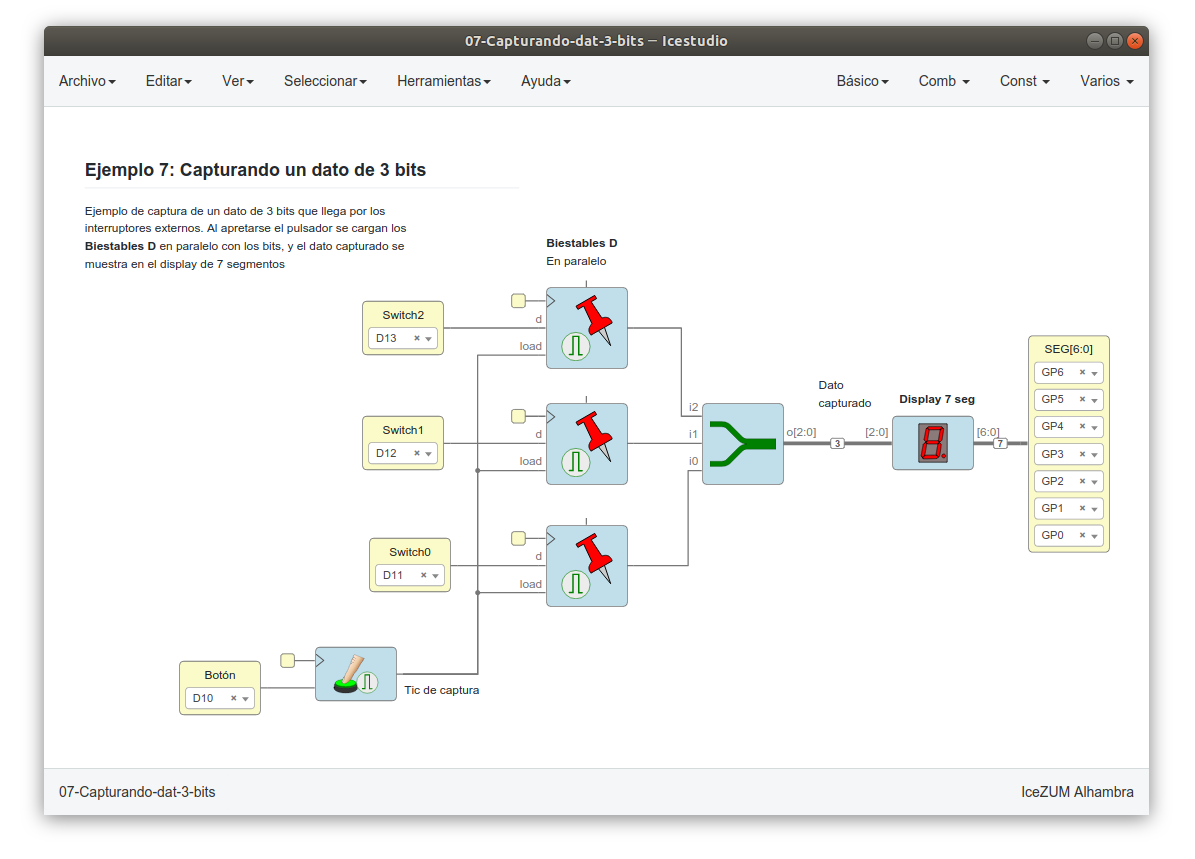 07-Capturando-dat-3-bits — Icestudio
Archivo Editar Ver Seleccionar Herramientas Ayuda Básico Comb Const Varios
Ejemplo 7: Capturando un dato de 3 bits
Ejemplo de captura de un dato de 3 bits que llega por los
interruptores externos. Al apretarse el pulsador se cargan los
Biestables D en paralelo con los bits, y el dato capturado se
muestra en el display de 7 segmentos
Biestables D
En paralelo
Switch2
D13
d
load
Switch1
D12
d
load
Switch0
D11
d
load
Botón
D10
Tic de captura
i2
i1
i0
o[2:0]
Dato
capturado
3
Display 7 seg
[2:0]
[6:0]
7
SEG[6:0]
GP6
GP5
GP4
GP3
GP2
GP1
GP0
07-Capturando-dat-3-bits
IceZUM Alhambra